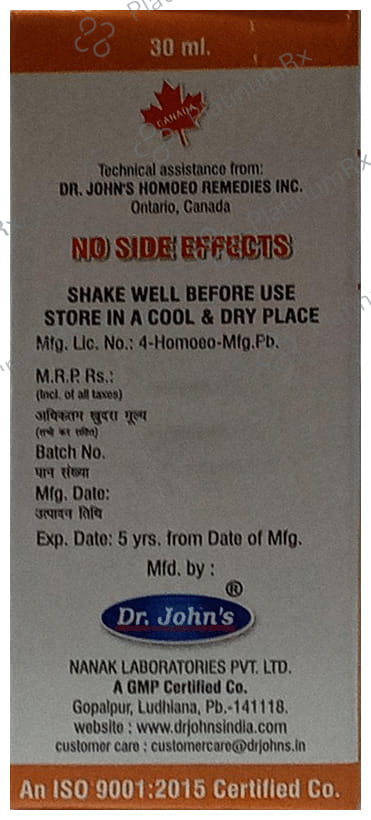 30 ml.
CANADA
Technical assistance from:
DR. JOHN'S HOMOEO REMEDIES INC.
Ontario, Canada
NO SIDE EFFECTS
SHAKE WELL BEFORE USE
STORE IN A COOL & DRY PLACE
Mfg. Lic. No.: 4-Homoeo-Mfg.Pb.
M.R.P. Rs.:
(Incl. of all taxes)
अधिकतम खुदरा मूल्य
(सभी कर सहित)
Batch No.
पान संख्या
Mfg. Date:
उत्पादन तिथि
Exp. Date: 5 yrs. from Date of Mfg.
Mfd. by :
®
Dr. John's
NANAK LABORATORIES PVT. LTD.
A GMP Certified Co.
Gopalpur, Ludhiana, Pb.-141118.
website : www.drjohnsindia.com
customer care : customercare@drjohns.in
An ISO 9001:2015 Certified Co.